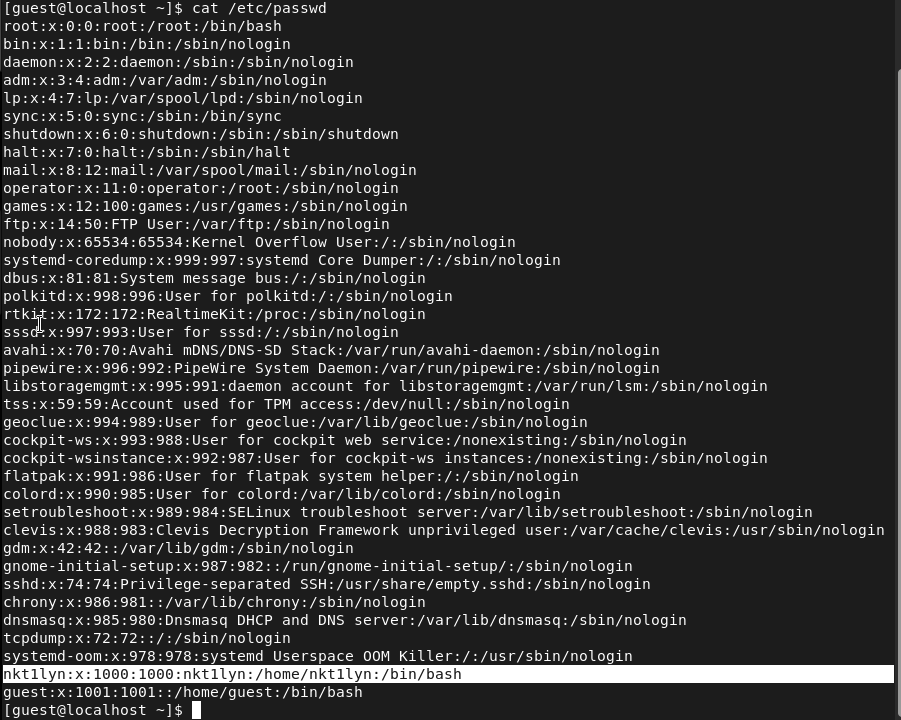 [guest@localhost ~]$ cat /etc/passwd
root:x:0:0:root:/root:/bin/bash
bin:x:1:1:bin:/bin:/sbin/nologin
daemon:x:2:2:daemon:/sbin:/sbin/nologin
adm:x:3:4:adm:/var/adm:/sbin/nologin
lp:x:4:7:lp:/var/spool/lpd:/sbin/nologin
sync:x:5:0:sync:/sbin:/bin/sync
shutdown:x:6:0:shutdown:/sbin:/sbin/shutdown
halt:x:7:0:halt:/sbin:/sbin/halt
mail:x:8:12:mail:/var/spool/mail:/sbin/nologin
operator:x:11:0:operator:/root:/sbin/nologin
games:x:12:100:games:/usr/games:/sbin/nologin
ftp:x:14:50:FTP User:/var/ftp:/sbin/nologin
nobody:x:65534:65534:Kernel Overflow User:/:/sbin/nologin
systemd-coredump:x:999:997:systemd Core Dumper:/:/sbin/nologin
dbus:x:81:81:System message bus:/:/sbin/nologin
polkitd:x:998:996:User for polkitd:/:/sbin/nologin
rtkit:x:172:172:RealtimeKit:/proc:/sbin/nologin
sssd:x:997:993:User for sssd:/:/sbin/nologin
avahi:x:70:70:Avahi mDNS/DNS-SD Stack:/var/run/avahi-daemon:/sbin/nologin
pipewire:x:996:992:PipeWire System Daemon:/var/run/pipewire:/sbin/nologin
libstoragemgmt:x:995:991:daemon account for libstoragemgmt:/var/run/lsm:/sbin/nologin
tss:x:59:59:Account used for TPM access:/dev/null:/sbin/nologin
geoclue:x:994:989:User for geoclue:/var/lib/geoclue:/sbin/nologin
cockpit-ws:x:993:988:User for cockpit web service:/nonexisting:/sbin/nologin
cockpit-wsinstance:x:992:987:User for cockpit-ws instances:/nonexisting:/sbin/nologin
flatpak:x:991:986:User for flatpak system helper:/:/sbin/nologin
colord:x:990:985:User for colord:/var/lib/colord:/sbin/nologin
setroubleshoot:x:989:984:SELinux troubleshoot server:/var/lib/setroubleshoot:/sbin/nologin
clevis:x:988:983:Clevis Decryption Framework unprivileged user:/var/cache/clevis:/usr/sbin/nologin
gdm:x:42:42::/var/lib/gdm:/sbin/nologin
gnome-initial-setup:x:987:982::/run/gnome-initial-setup/:/sbin/nologin
sshd:x:74:74:Privilege-separated SSH:/usr/share/empty.sshd:/sbin/nologin
chrony:x:986:981::/var/lib/chrony:/sbin/nologin
dnsmasq:x:985:980:Dnsmasq DHCP and DNS server:/var/lib/dnsmasq:/sbin/nologin
tcpdump:x:72:72::/:/sbin/nologin
systemd-oom:x:978:978:systemd Userspace OOM Killer:/:/usr/sbin/nologin
nkt1lyn:x:1000:1000:nkt1lyn:/home/nkt1lyn:/bin/bash
guest:x:1001:1001::/home/guest:/bin/bash
[guest@localhost ~]$